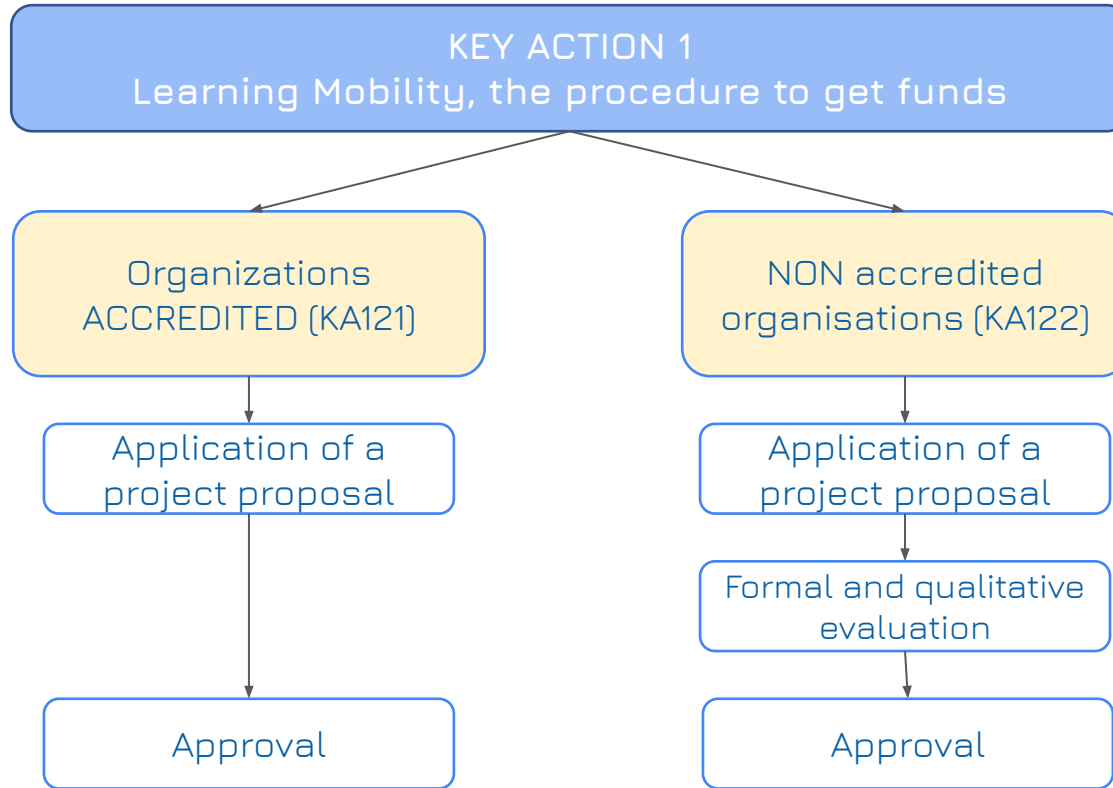 KEY ACTION 1
Learning Mobility, the procedure to get funds
Organizations
ACCREDITED (KA121)
Application of a
project proposal
Approval
NON accredited
organisations (KA122)
Application of a
project proposal
Formal and qualitative
evaluation
Approval